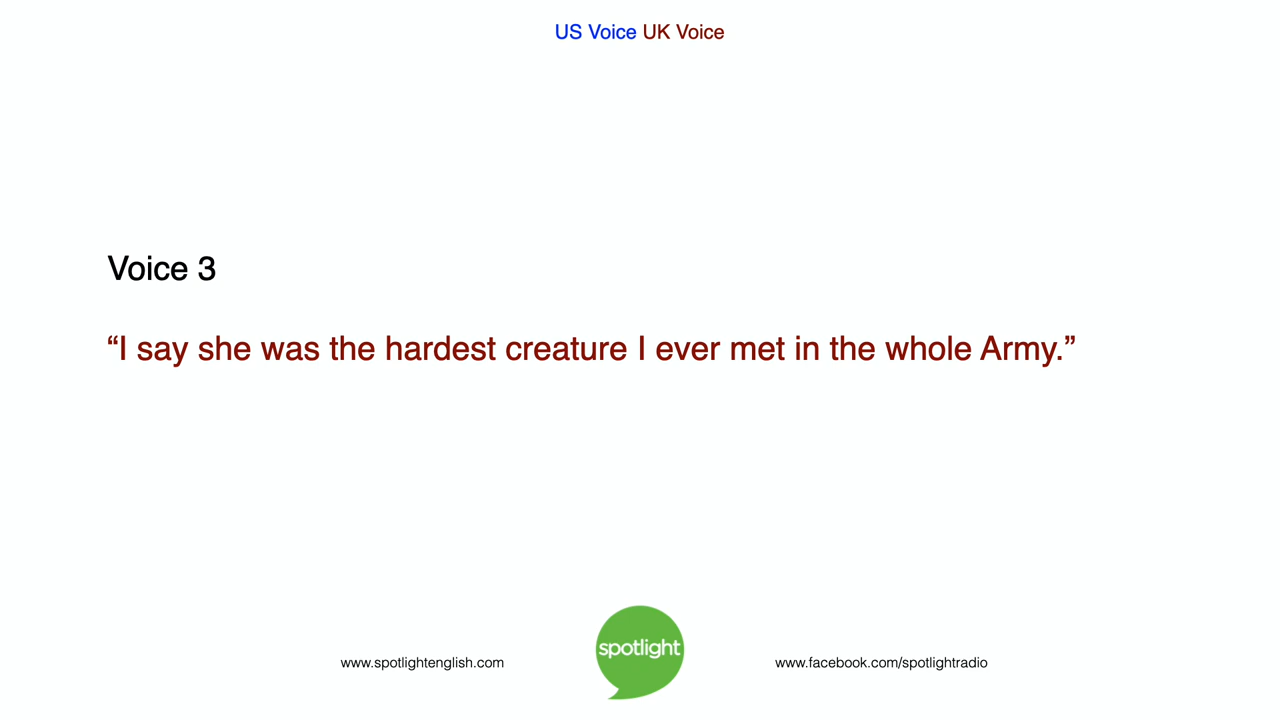 US Voice UK Voice
Voice 3
“I say she was the hardest creature I ever met in the whole Army.”
www.spotlightenglish.com
spotlight
www.facebook.com/spotlightradio